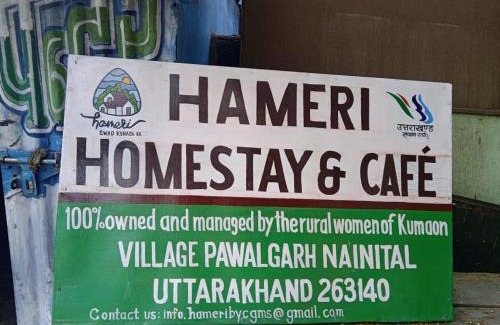 hameri
SWAD KUMAON KA
HAMERI
उत्तराखण्ड
HOMESTAY & CAFÉ
100% owned and managed by the rural women of Kumaon
VILLAGE PAWALGARH NAINITAL
UTTARAKHAND 263140
Contact us: info.hameribycgms@gmail.com